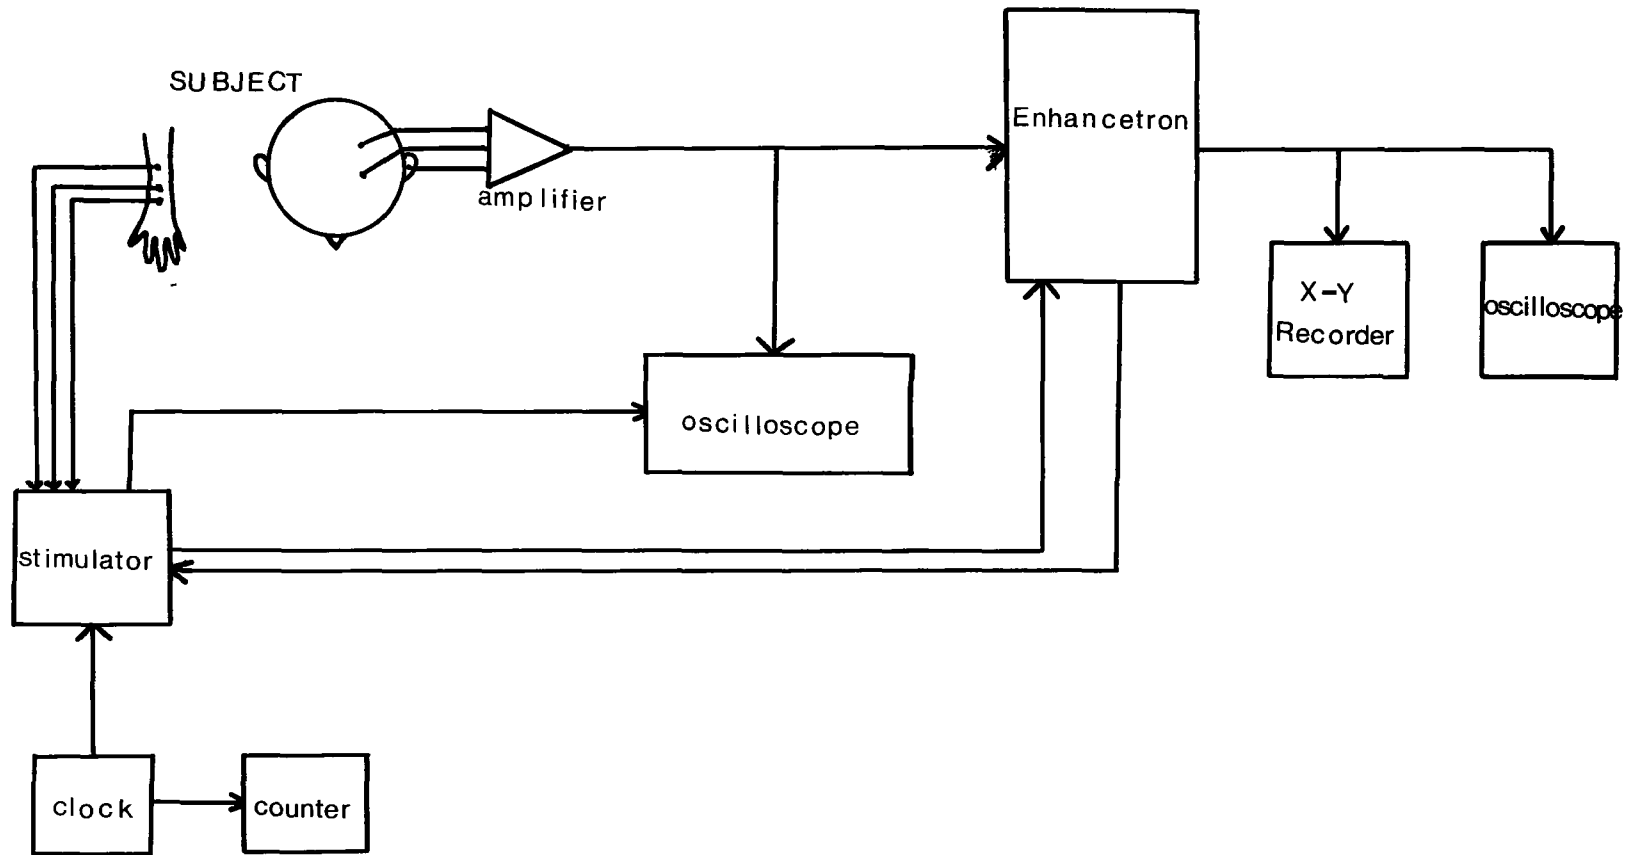 SUBJECT
amplifier
Enhancetron
X-Y
Recorder
oscilloscope
oscilloscope
stimulator
clock
counter